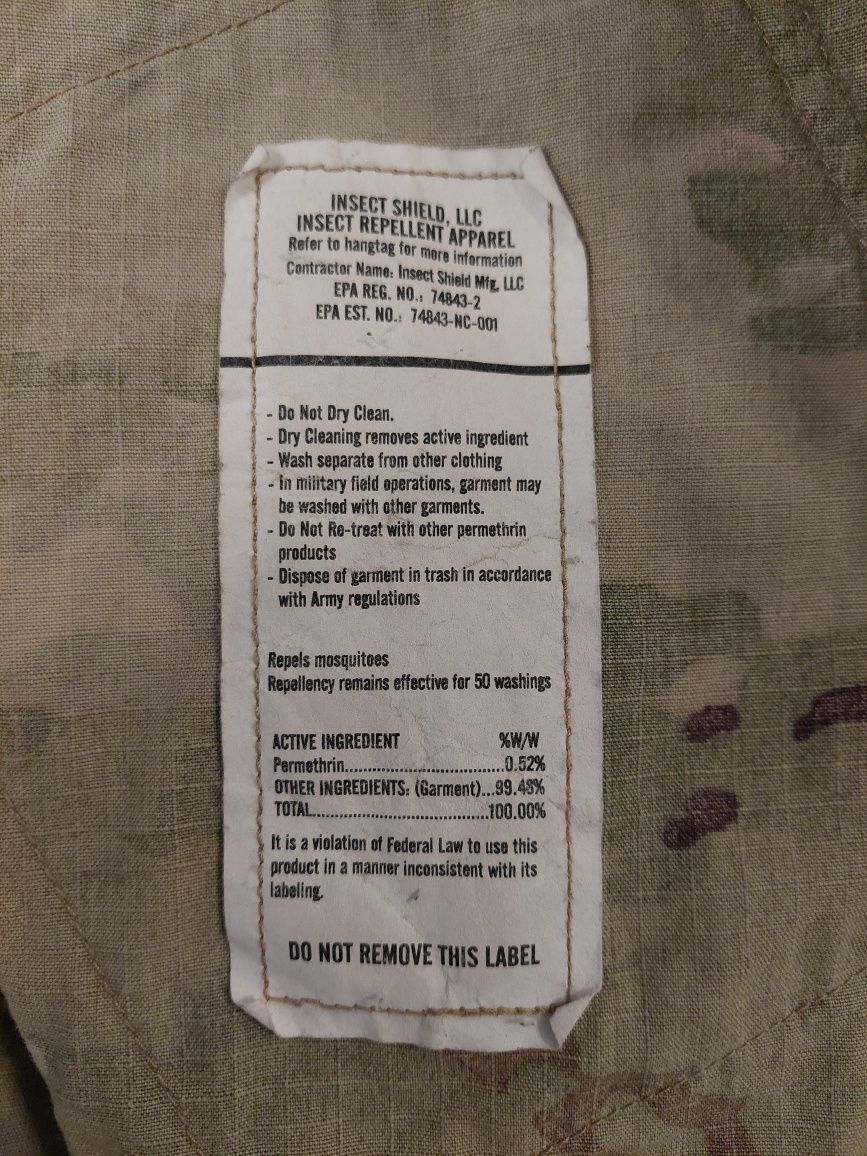 INSECT SHIELD, LLC
INSECT REPELLENT APPAREL
Refer to hangtag for more information
Contractor Name: Insect Shield Mfg, LLC
EPA REG. NO.: 74843-2
EPA EST. NO.: 74843-NC-001
- Do Not Dry Clean.
- Dry Cleaning removes active ingredient
- Wash separate from other clothing
- In military field operations, garment may
be washed with other garments.
- Do Not Re-treat with other permethrin
products
- Dispose of garment in trash in accordance
with Army regulations
Repels mosquitoes
Repellency remains effective for 50 washings
ACTIVE INGREDIENT %W/W
Permethrin..............................0.52%
OTHER INGREDIENTS: (Garment)...99.48%
TOTAL..................................100.00%
It is a violation of Federal Law to use this
product in a manner inconsistent with its
labeling.
DO NOT REMOVE THIS LABEL